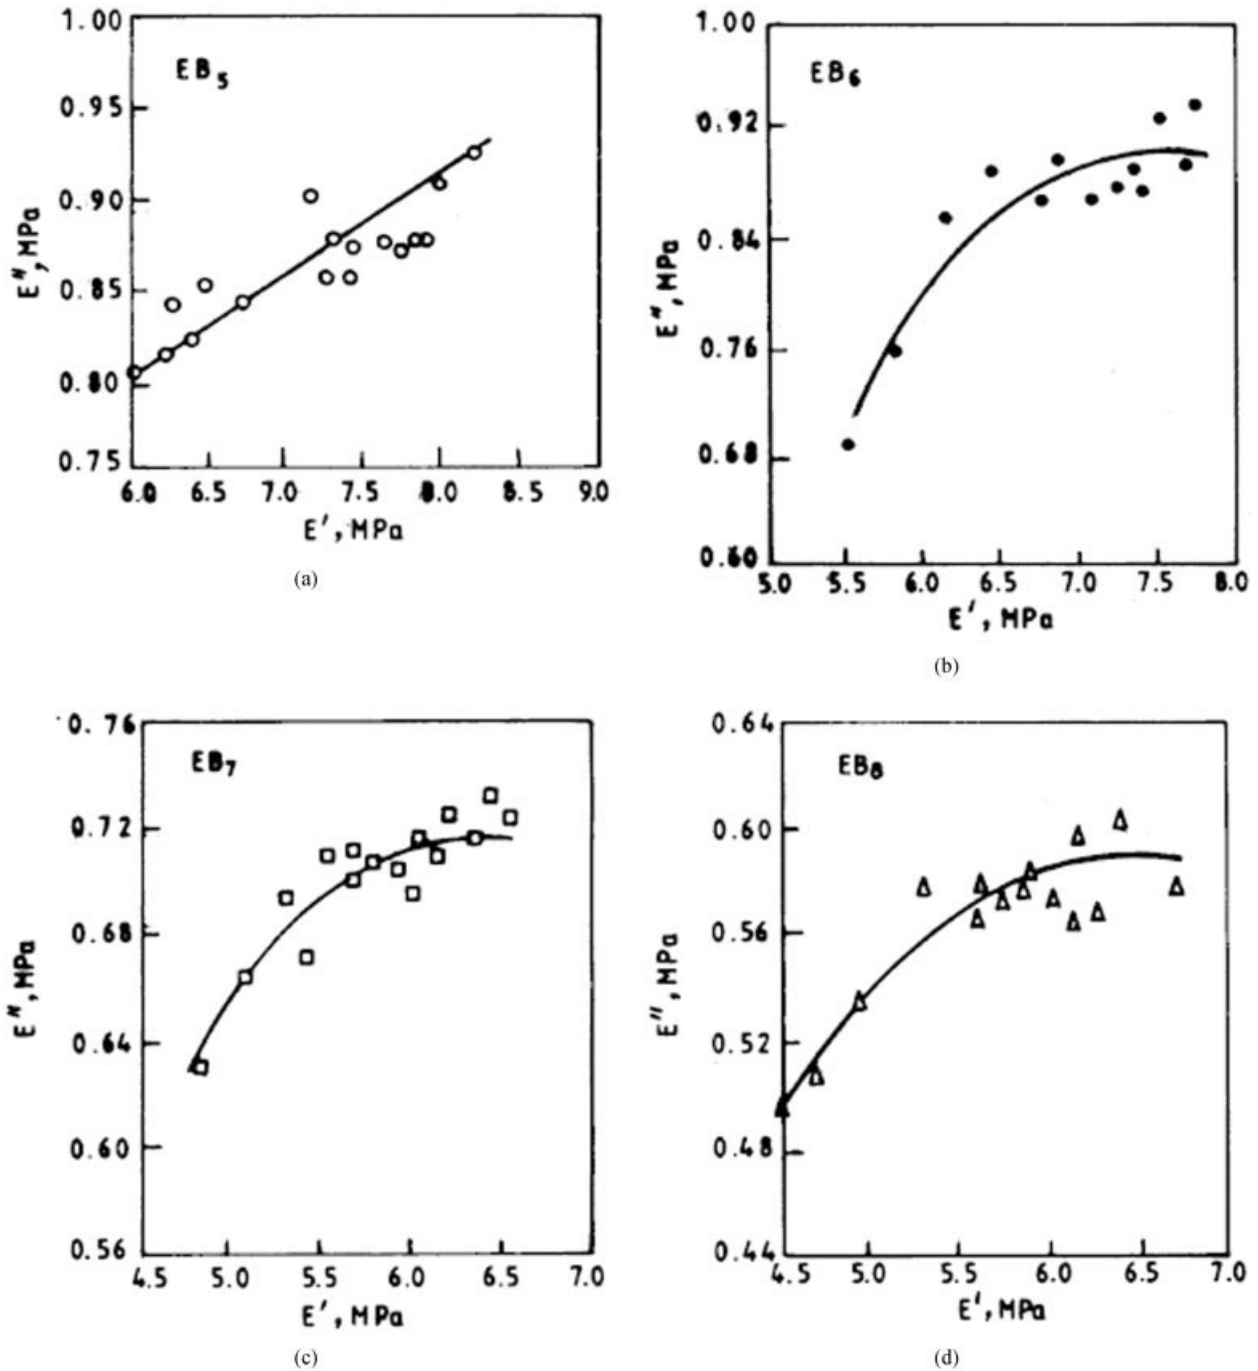 1.00
EB5
0.95
0.90
0.85
0.80
0.75
E", MPa
6.0 6.5 7.0 7.5 8.0 8.5 9.0
E', MPa
(a)
1.00
EB6
0.92
0.84
0.76
0.68
0.60
E", MPa
5.0 5.5 6.0 6.5 7.0 7.5 8.0
E', MPa
(b)
0.76
EB7
0.72
0.68
0.64
0.60
0.56
E", MPa
4.5 5.0 5.5 6.0 6.5 7.0
E', MPa
(c)
0.64
EB8
0.60
0.56
0.52
0.48
0.44
E", MPa
4.5 5.0 5.5 6.0 6.5 7.0
E', MPa
(d)